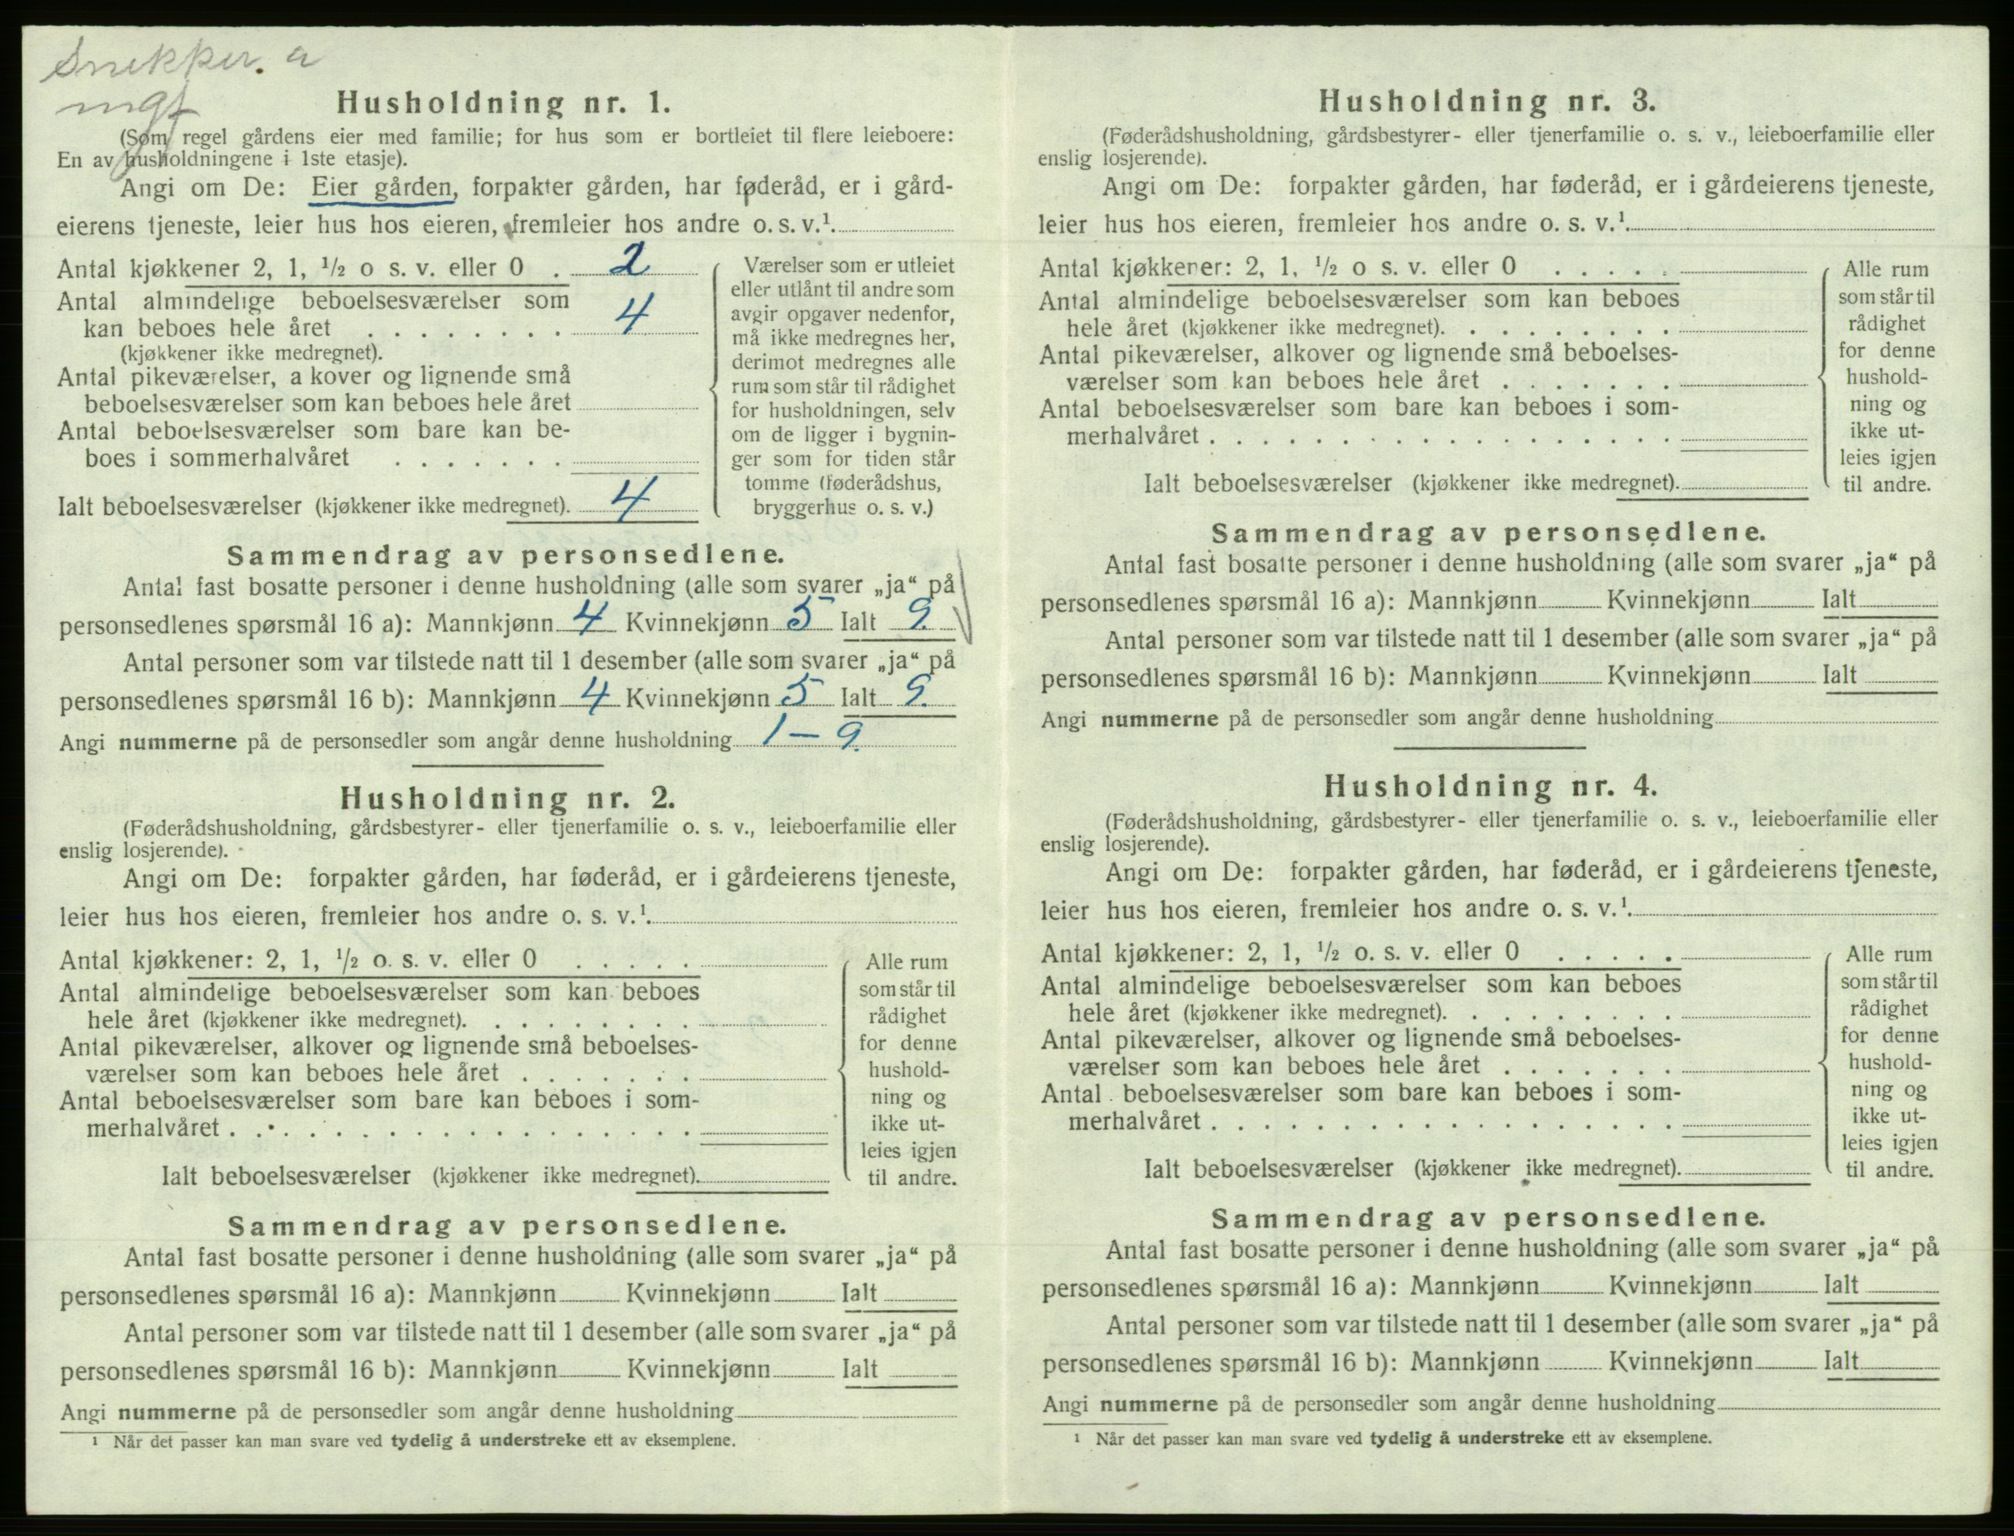 Snekker. a
mgf
Husholdning nr. 1.
(Som regel gårdens eier med familie; for hus som er bortleiet til flere leieboere:
En av husholdningene i 1ste etasje).
Angi om De: Eier gården, forpakter gården, har føderåd, er i gård-
eierens tjeneste, leier hus hos eieren, fremleier hos andre o. s. v.¹.
Antal kjøkkener 2, 1, ½ o s. v. eller 0 . 2
Antal almindelige beboelsesværelser som
kan beboes hele året . . . . . . . . 4
(kjøkkener ikke medregnet).
Antal pikeværelser, a kover og lignende små
beboelsesværelser som kan beboes hele året
Antal beboelsesværelser som bare kan be-
boes i sommerhalvåret . . . . . . .
Ialt beboelsesværelser (kjøkkener ikke medregnet). 4
Værelser som er utleiet
eller utlånt til andre som
avgir opgaver nedenfor,
må ikke medregnes her,
derimot medregnes alle
rum som står til rådighet
for husholdningen, selv
om de ligger i bygnin-
ger som for tiden står
tomme (føderådshus,
bryggerhus o. s. v.)
Sammendrag av personsedlene.
Antal fast bosatte personer i denne husholdning (alle som svarer „ja“ på
personsedlenes spørsmål 16 a): Mannkjønn 4 Kvinnekjønn 5 Ialt 9.
Antal personer som var tilstede natt til 1 desember (alle som svarer „ja“ på
personsedlenes spørsmål 16 b): Mannkjønn 4 Kvinnekjønn 5 Ialt 9.
Angi nummerne på de personsedler som angår denne husholdning 1 – 9.
Husholdning nr. 2.
(Føderådshusholdning, gårdsbestyrer- eller tjenerfamilie o. s. v., leieboerfamilie eller
enslig losjerende).
Angi om De: forpakter gården, har føderåd, er i gårdeierens tjeneste,
leier hus hos eieren, fremleier hos andre o. s. v.¹.
Antal kjøkkener: 2, 1, ½ o. s. v. eller 0 . . . . .
Antal almindelige beboelsesværelser som kan beboes
hele året (kjøkkener ikke medregnet). . . . . . . . .
Antal pikeværelser, alkover og lignende små beboelses-
værelser som kan beboes hele året . . . . . . .
Antal beboelsesværelser som bare kan beboes i som-
merhalvåret . . . . . . . . . . . . . . . . . .
Ialt beboelsesværelser (kjøkkener ikke medregnet).
Alle rum
som står til
rådighet
for denne
hushold-
ning og
ikke ut-
leies igjen
til andre.
Sammendrag av personsedlene.
Antal fast bosatte personer i denne husholdning (alle som svarer „ja“ på
personsedlenes spørsmål 16 a): Mannkjønn Kvinnekjønn Ialt
Antal personer som var tilstede natt til 1 desember (alle som svarer „ja“ på
personsedlenes spørsmål 16 b): Mannkjønn Kvinnekjønn Ialt
Angi nummerne på de personsedler som angår denne husholdning
¹ Når det passer kan man svare ved tydelig å understreke ett av eksemplene.
Husholdning nr. 3.
(Føderådshusholdning, gårdsbestyrer- eller tjenerfamilie o. s. v., leieboerfamilie eller
enslig losjerende).
Angi om De: forpakter gården, har føderåd, er i gårdeierens tjeneste,
leier hus hos eieren, fremleier hos andre o. s. v.¹.
Antal kjøkkener: 2, 1, ½ o s. v. eller 0 . . . . .
Antal almindelige beboelsesværelser som kan beboes
hele året (kjøkkener ikke medregnet). . . . . . . . .
Antal pikeværelser, alkover og lignende små beboelses-
værelser som kan beboes hele året . . . . . . .
Antal beboelsesværelser som bare kan beboes i som-
merhalvåret . . . . . . . . . . . . . . . . . .
Ialt beboelsesværelser (kjøkkener ikke medregnet).
Alle rum
som står til
rådighet
for denne
hushold-
ning og
ikke ut-
leies igjen
til andre.
Sammendrag av personsedlene.
Antal fast bosatte personer i denne husholdning (alle som svarer „ja“ på
personsedlenes spørsmål 16 a): Mannkjønn Kvinnekjønn Ialt
Antal personer som var tilstede natt til 1 desember (alle som svarer „ja“ på
personsedlenes spørsmål 16 b): Mannkjønn Kvinnekjønn Ialt
Angi nummerne på de personsedler som angår denne husholdning
Husholdning nr. 4.
(Føderådshusholdning, gårdsbestyrer- eller tjenerfamilie o. s. v., leieboerfamilie eller
enslig losjerende).
Angi om De: forpakter gården, har føderåd, er i gårdeierens tjeneste,
leier hus hos eieren, fremleier hos andre o. s. v.¹.
Antal kjøkkener: 2, 1, ½ o. s. v. eller 0 . . . . .
Antal almindelige beboelsesværelser som kan beboes
hele året (kjøkkener ikke medregnet). . . . . . . . .
Antal pikeværelser, alkover og lignende små beboelses-
værelser som kan beboes hele året . . . . . . .
Antal beboelsesværelser som bare kan beboes i som-
merhalvåret . . . . . . . . . . . . . . . . . .
Ialt beboelsesværelser (kjøkkener ikke medregnet).
Alle rum
som står til
rådighet
for denne
hushold-
ning og
ikke ut-
leies igjen
til andre.
Sammendrag av personsedlene.
Antal fast bosatte personer i denne husholdning (alle som svarer „ja“ på
personsedlenes spørsmål 16 a): Mannkjønn Kvinnekjønn Ialt
Antal personer som var tilstede natt til 1 desember (alle som svarer „ja“ på
personsedlenes spørsmål 16 b): Mannkjønn Kvinnekjønn Ialt
Angi nummerne på de personsedler som angår denne husholdning
¹ Når det passer kan man svare ved tydelig å understreke ett av eksemplene.